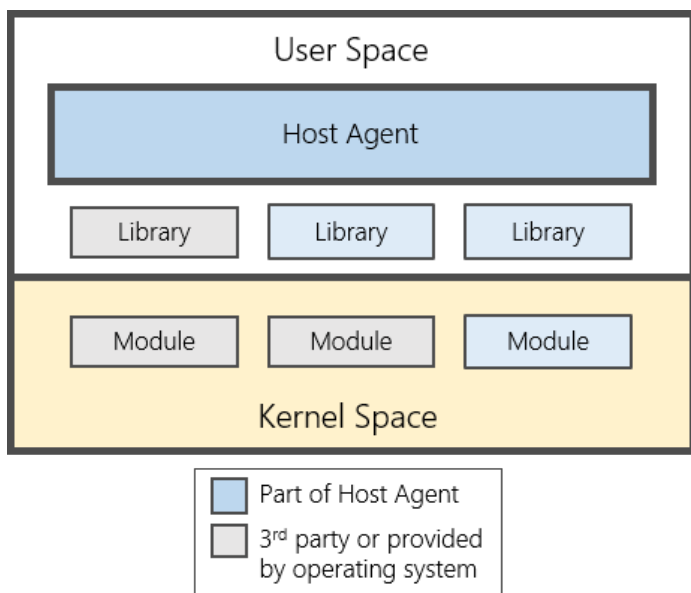 User Space
Host Agent
Library Library Library
Module Module Module
Kernel Space
Part of Host Agent
3rd party or provided
by operating system